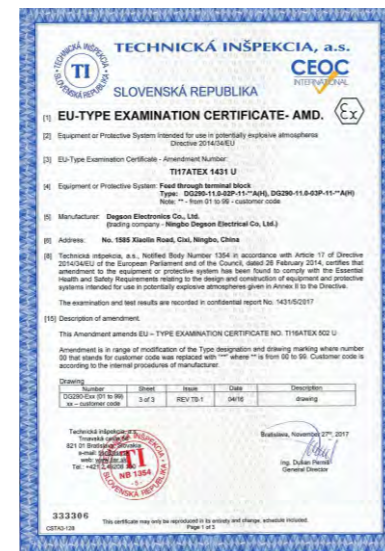 TECHNICKÁ INŠPEKCIA, a.s.
TI
CEOC
INTERNATIONAL
SLOVENSKÁ REPUBLIKA
[1] EU-TYPE EXAMINATION CERTIFICATE- AMD.
[2] Equipment or Protective System Intended for use in potentially explosive atmospheres
Directive 2014/34/EU
[3] EU-Type Examination Certificate - Amendment Number:
TI17ATEX 1431 U
[4] Equipment or Protective System: Feed through terminal block
Type: DG290-11.0-02P-11-**A(H), DG290-11.0-03P-11-**A(H)
Note: ** - from 01 to 99 - customer code
[5] Manufacturer: Degson Electronics Co., Ltd.
(trading company - Ningbo Degson Electrical Co, Ltd.)
[6] Address: No. 1585 Xiaolin Road, Cixi, Ningbo, China
[8] Technická inšpekcia, a.s., Notified Body Number 1354 in accordance with Article 17 of Directive
2014/34/EU of the European Parliament and of the Council, dated 26 February 2014, certifies that
amendment to the equipment or protective system has been found to comply with the Essential
Health and Safety Requirements relating to the design and construction of equipment and protective
systems intended for use in potentially explosive atmospheres given in Annex II to the Directive.
The examination and test results are recorded in confidential report No. 1431/5/2017
[15] Description of amendment:
This Amendment amends EU – TYPE EXAMINATION CERTIFICATE NO. TI16ATEX 502 U
Amendment is in range of modification of the Type designation and drawing marking where number
00 that stands for customer code was replaced with "**" where ** is from 00 to 99. Customer code is
according to the internal procedures of manufacturer.
Drawing
Number Sheet Issue Date Description
DG290-Exx (01 to 99) 3 of 3 REV T0-1 04/16 drawing
xx – customer code
Technická inšpekcia, a.s.
Trnavská cesta
821 01 Bratislava, Slovakia
e-mail:
web:
Tel.: +421
NB 1354
SLOVENSKÁ REPUBLIKA
Bratislava, November 27th, 2017
Ing. Dušan
General Director
333306
This certificate may only be reproduced in its entirety and change, schedule included.
CST43-128 Page 1 of 3